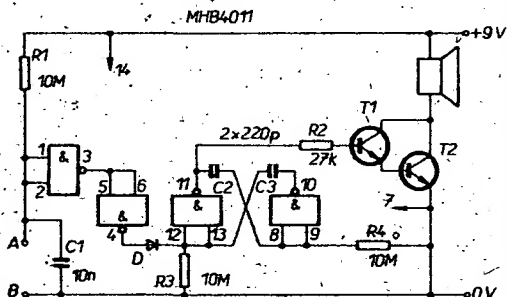 MHB4011
+9V
R1
10M
14
T1
2x220p
R2
27k
T2
1
2
&
3
5
6
&
4
11
C2
C3
10
&
12
13
&
8
9
7
R4
10M
A
C1
10n
D
R3
10M
B
0V